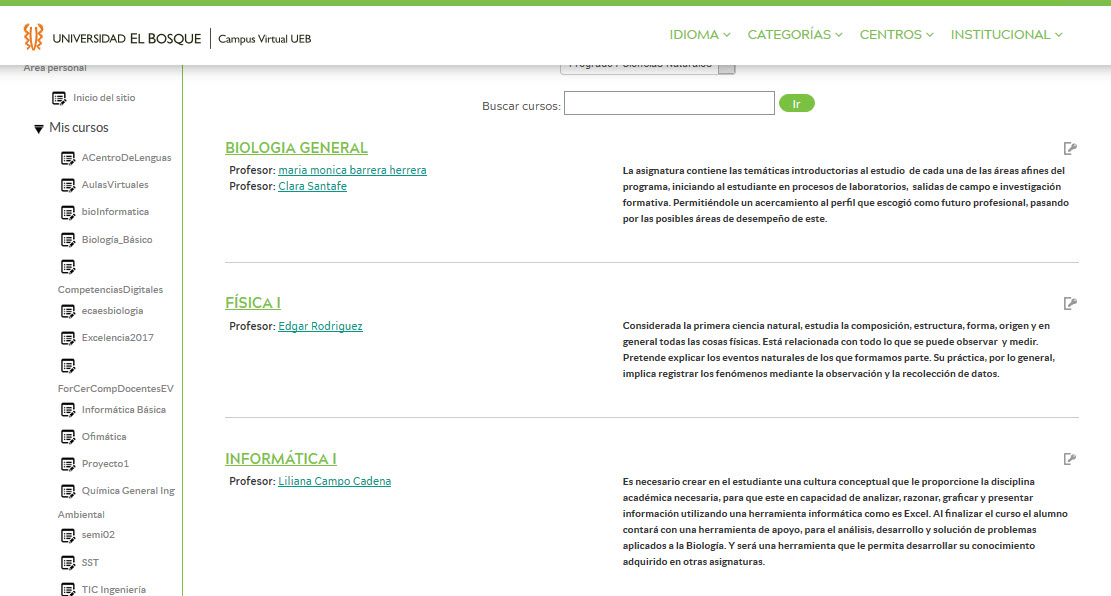 UNIVERSIDAD EL BOSQUE | Campus Virtual UEB
IDIOMA CATEGORÍAS CENTROS INSTITUCIONAL
Área personal
Inicio del sitio
Mis cursos
ACentroDeLenguas
AulasVirtuales
bioInformatica
Biología_Básico
CompetenciasDigitales
ecaesbiologia
Excelencia2017
ForCerCompDocentesEV
Informática Básica
Ofimática
Proyecto1
Química General Ing
Ambiental
semi02
SST
TIC Ingeniería
Buscar cursos:
Ir
BIOLOGIA GENERAL
Profesor: maria monica barrera herrera
Profesor: Clara Santafe
La asignatura contiene las temáticas introductorias al estudio de cada una de las áreas afines del
programa, iniciando al estudiante en procesos de laboratorios, salidas de campo e investigación
formativa. Permitiéndole un acercamiento al perfil que escogió como futuro profesional, pasando
por las posibles áreas de desempeño de este.
FÍSICA I
Profesor: Edgar Rodriguez
Considerada la primera ciencia natural, estudia la composición, estructura, forma, origen y en
general todas las cosas físicas. Está relacionada con todo lo que se puede observar y medir.
Pretende explicar los eventos naturales de los que formamos parte. Su práctica, por lo general,
implica registrar los fenómenos mediante la observación y la recolección de datos.
INFORMÁTICA I
Profesor: Liliana Campo Cadena
Es necesario crear en el estudiante una cultura conceptual que le proporcione la disciplina
académica necesaria, para que este en capacidad de analizar, razonar, graficar y presentar
información utilizando una herramienta informática como es Excel. Al finalizar el curso el alumno
contará con una herramienta de apoyo, para el análisis, desarrollo y solución de problemas
aplicados a la Biología. Y será una herramienta que le permita desarrollar su conocimiento
adquirido en otras asignaturas.